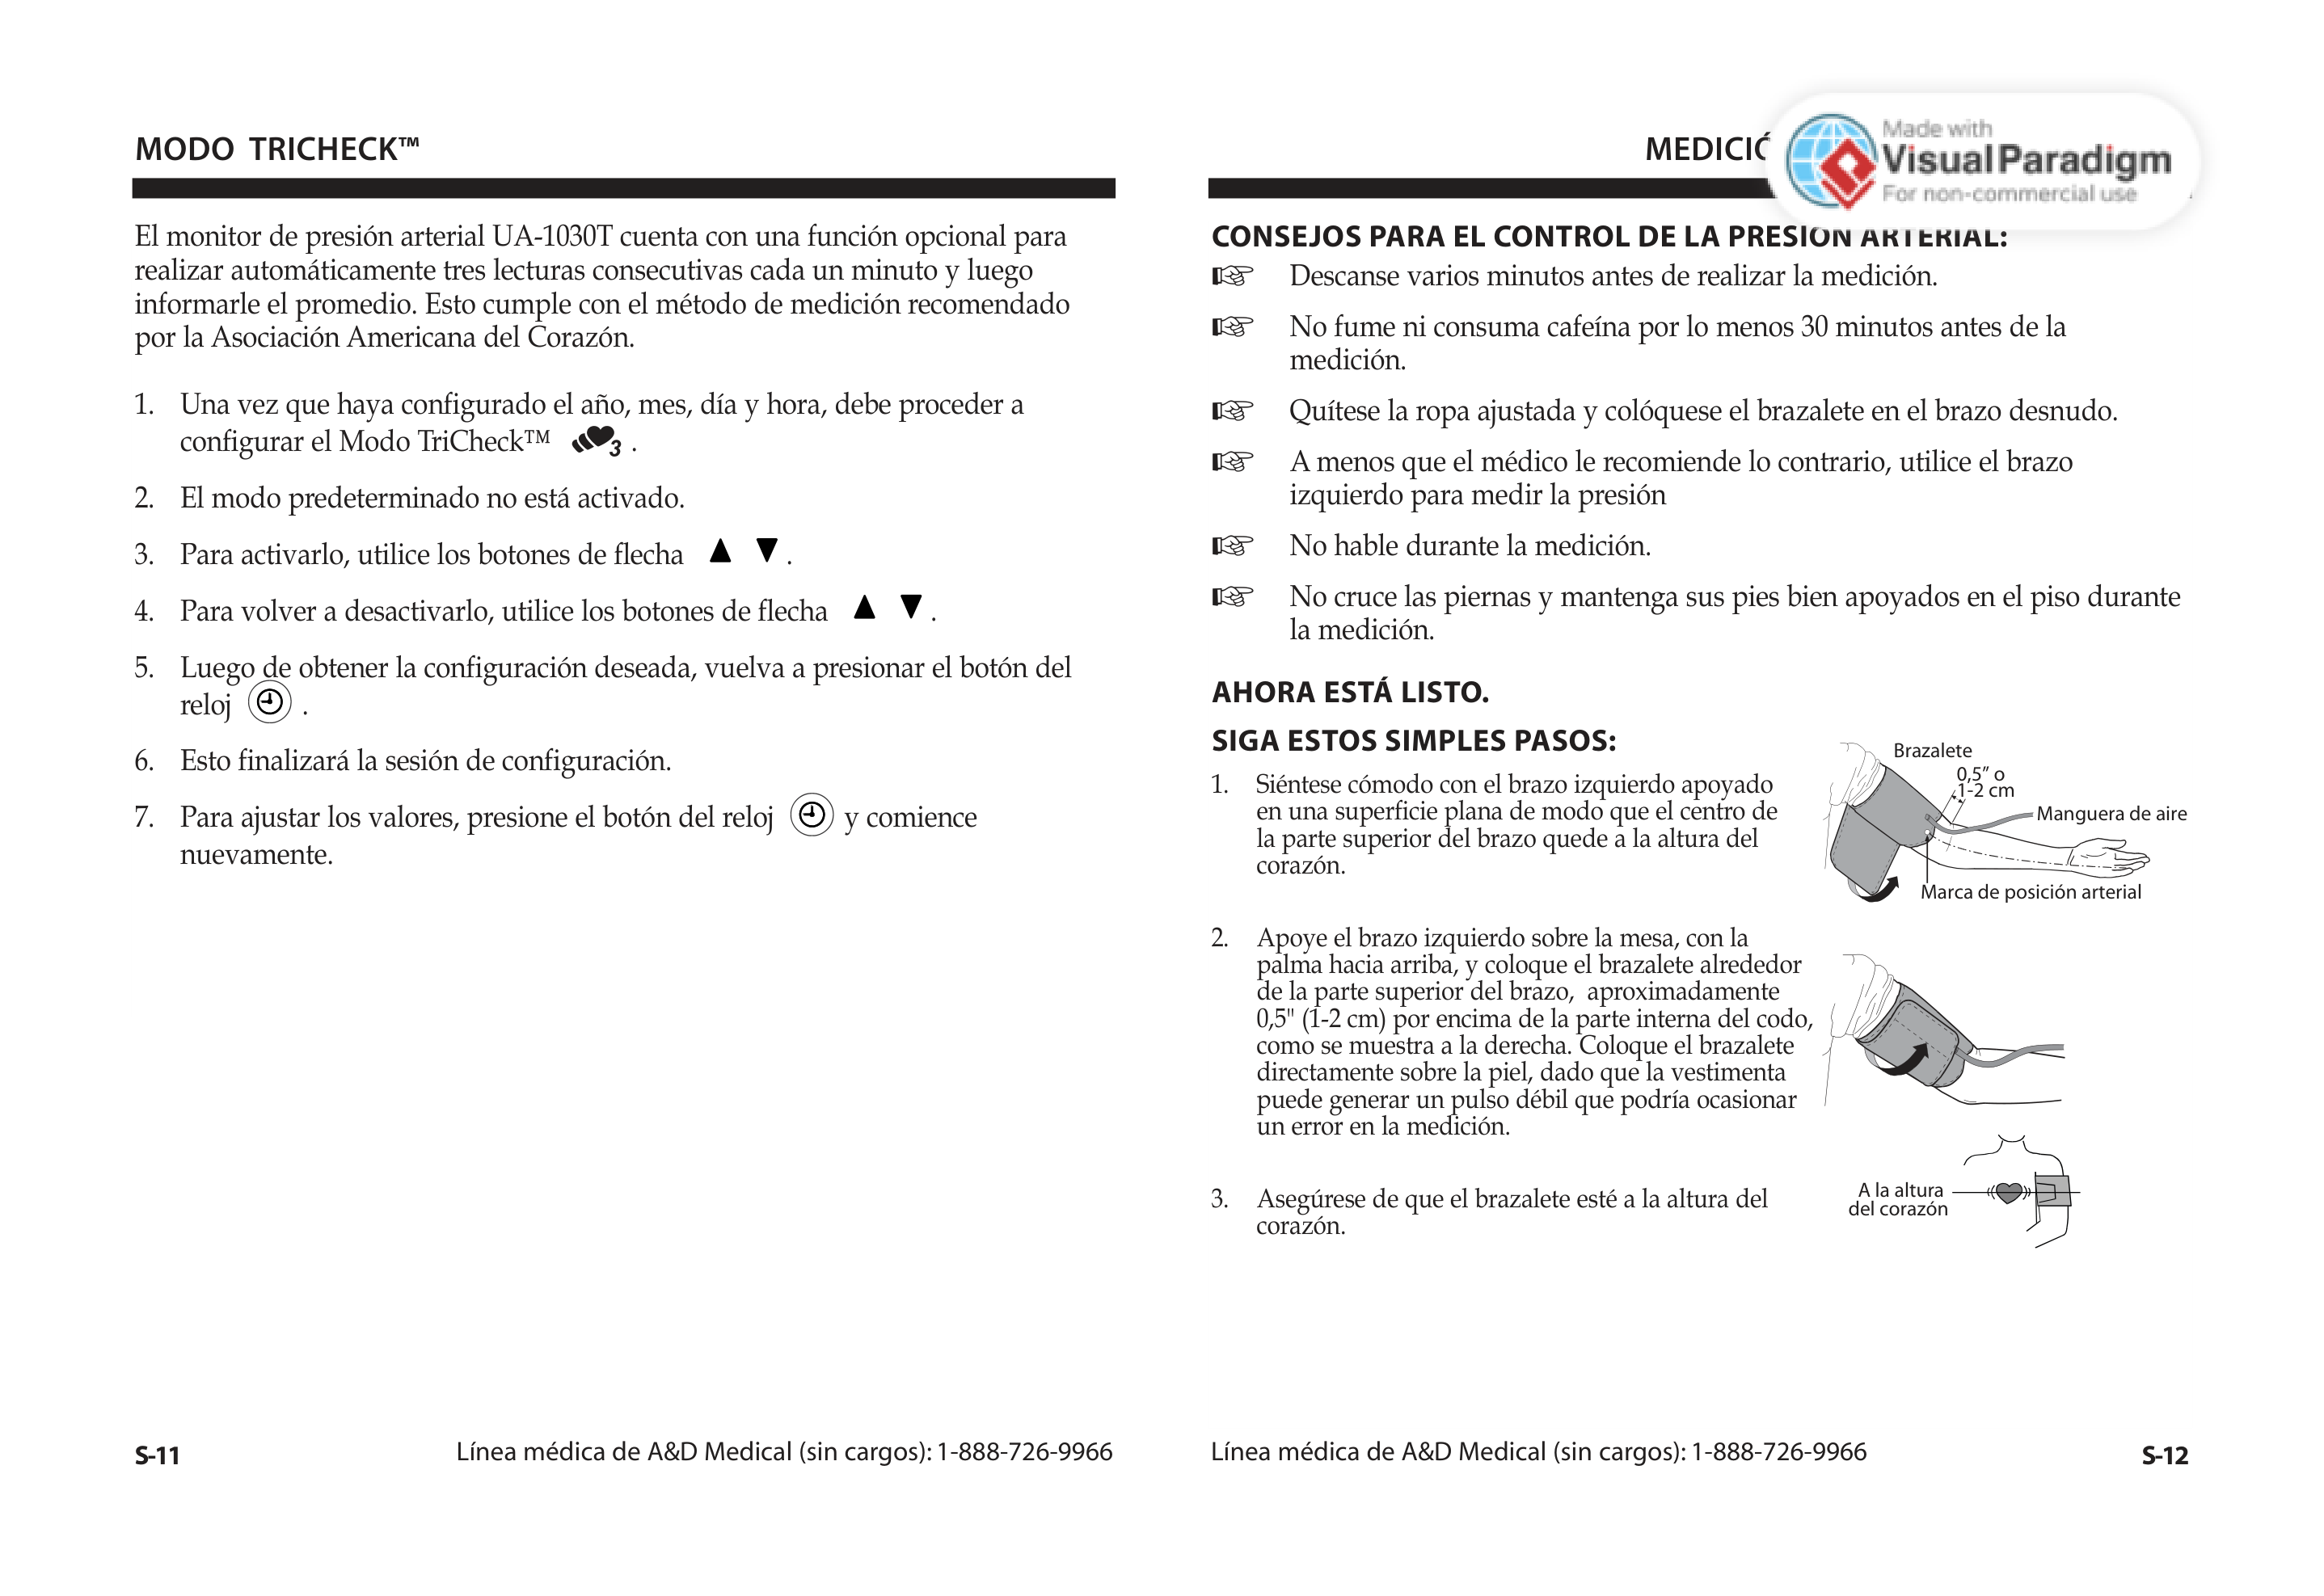 MODO TRICHECK™
El monitor de presión arterial UA-1030T cuenta con una función opcional para
realizar automáticamente tres lecturas consecutivas cada un minuto y luego
informarle el promedio. Esto cumple con el método de medición recomendado
por la Asociación Americana del Corazón.
1. Una vez que haya configurado el año, mes, día y hora, debe proceder a
configurar el Modo TriCheck™ 3 .
2. El modo predeterminado no está activado.
3. Para activarlo, utilice los botones de flecha ▲ ▼ .
4. Para volver a desactivarlo, utilice los botones de flecha ▲ ▼ .
5. Luego de obtener la configuración deseada, vuelva a presionar el botón del
reloj .
6. Esto finalizará la sesión de configuración.
7. Para ajustar los valores, presione el botón del reloj y comience
nuevamente.
S-11
Línea médica de A&D Medical (sin cargos): 1-888-726-9966
Made with
Visual Paradigm
For non-commercial use
CONSEJOS PARA EL CONTROL DE LA PRESIÓN ARTERIAL:
☞ Descanse varios minutos antes de realizar la medición.
☞ No fume ni consuma cafeína por lo menos 30 minutos antes de la
medición.
☞ Quítese la ropa ajustada y colóquese el brazalete en el brazo desnudo.
☞ A menos que el médico le recomiende lo contrario, utilice el brazo
izquierdo para medir la presión
☞ No hable durante la medición.
☞ No cruce las piernas y mantenga sus pies bien apoyados en el piso durante
la medición.
AHORA ESTÁ LISTO.
SIGA ESTOS SIMPLES PASOS:
1. Siéntese cómodo con el brazo izquierdo apoyado
en una superficie plana de modo que el centro de
la parte superior del brazo quede a la altura del
corazón.
Brazalete
0,5” o
1-2 cm
Manguera de aire
Marca de posición arterial
2. Apoye el brazo izquierdo sobre la mesa, con la
palma hacia arriba, y coloque el brazalete alrededor
de la parte superior del brazo, aproximadamente
0,5" (1-2 cm) por encima de la parte interna del codo,
como se muestra a la derecha. Coloque el brazalete
directamente sobre la piel, dado que la vestimenta
puede generar un pulso débil que podría ocasionar
un error en la medición.
3. Asegúrese de que el brazalete esté a la altura del
corazón.
A la altura
del corazón
Línea médica de A&D Medical (sin cargos): 1-888-726-9966
S-12